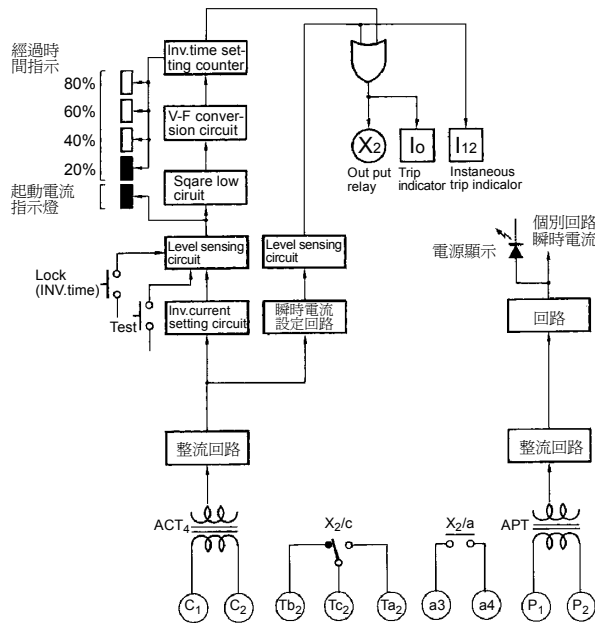 經過時
間指示
80%
60%
40%
20%
起動電流
指示燈
Inv.time set-
ting counter
V-F conver-
sion circuit
Sqare low
ciruit
Level sensing
circuit
Level sensing
circuit
Lock
(INV.time)
Test
Inv.current
setting circuit
瞬時電流
設定回路
X2
Io
I12
Out put
relay
Trip
indicator
Instaneous
trip indicalor
電源顯示
個別回路
瞬時電流
回路
整流回路
整流回路
ACT4
X2/c
X2/a
APT
C1
C2
Tb2
Tc2
Ta2
a3
a4
P1
P2